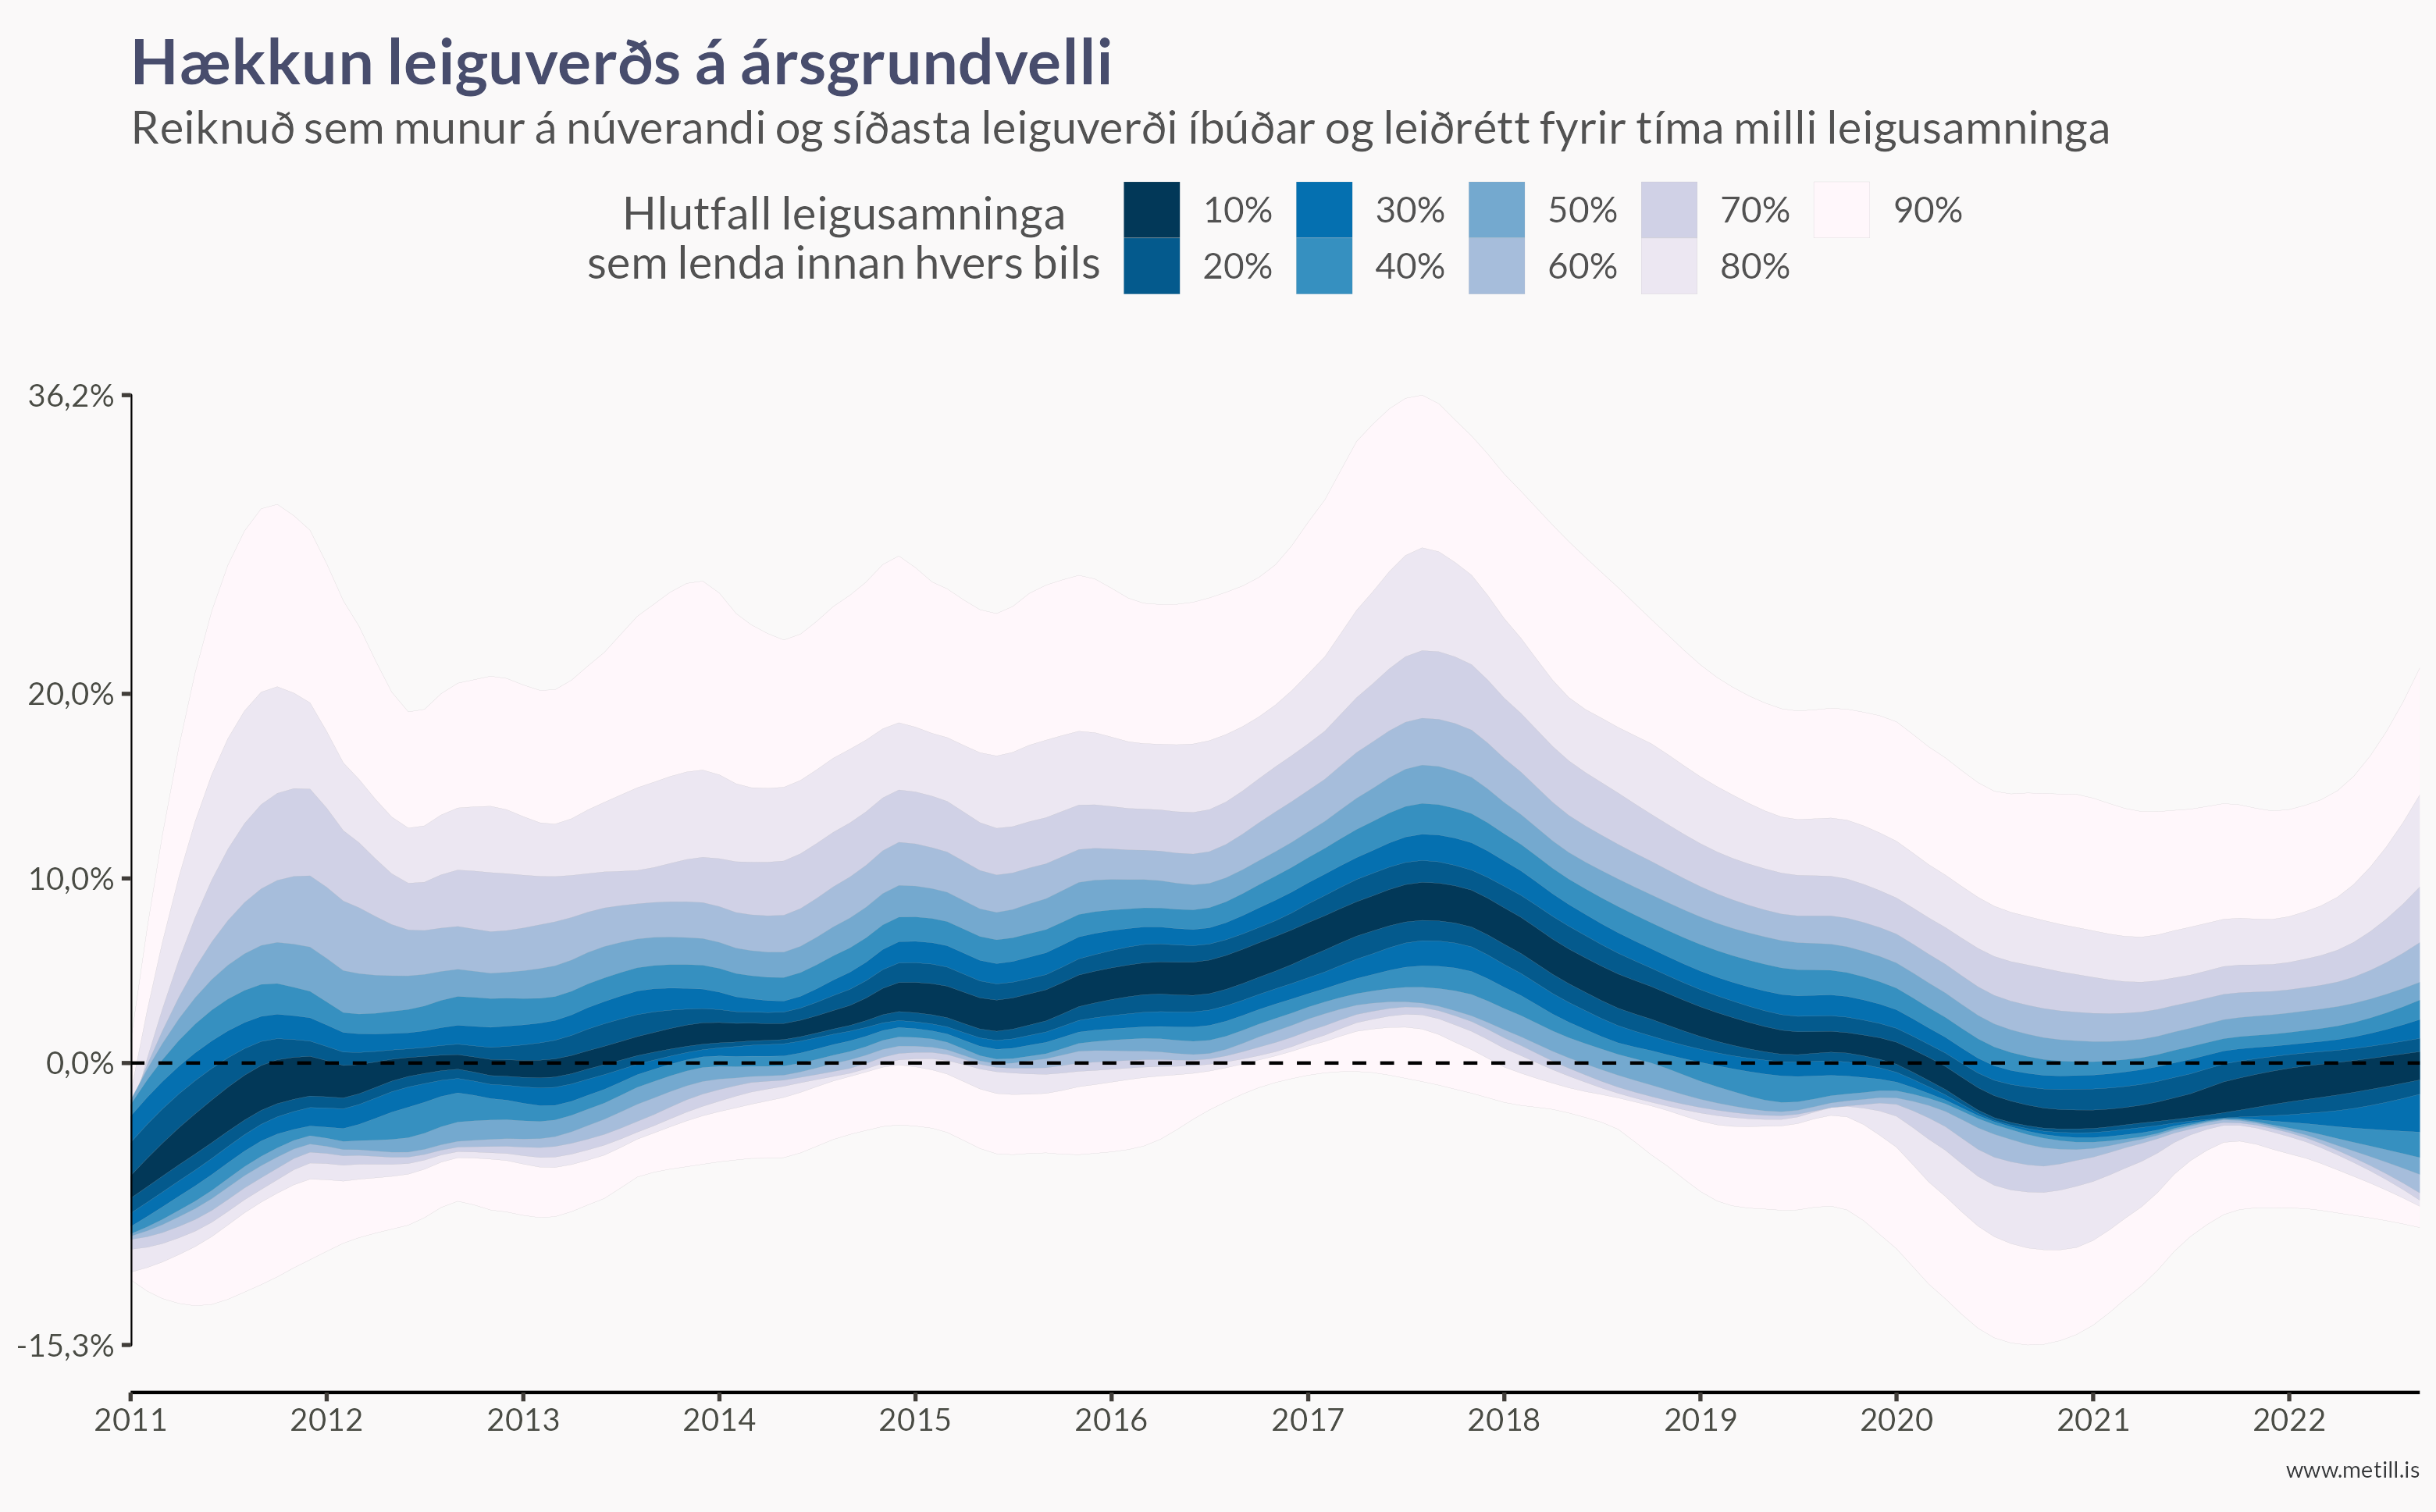 Hækkun leiguverðs á ársgrundvelli
Reiknuð sem munur á núverandi og síðasta leiguverði íbúðar og leiðrétt fyrir tíma milli leigusamninga
Hlutfall leigusamninga
sem lenda innan hvers bils
10% 30% 50% 70% 90%
20% 40% 60% 80%
36,2%
20,0%
10,0%
0,0%
-15,3%
2011 2012 2013 2014 2015 2016 2017 2018 2019 2020 2021 2022
www.metill.is